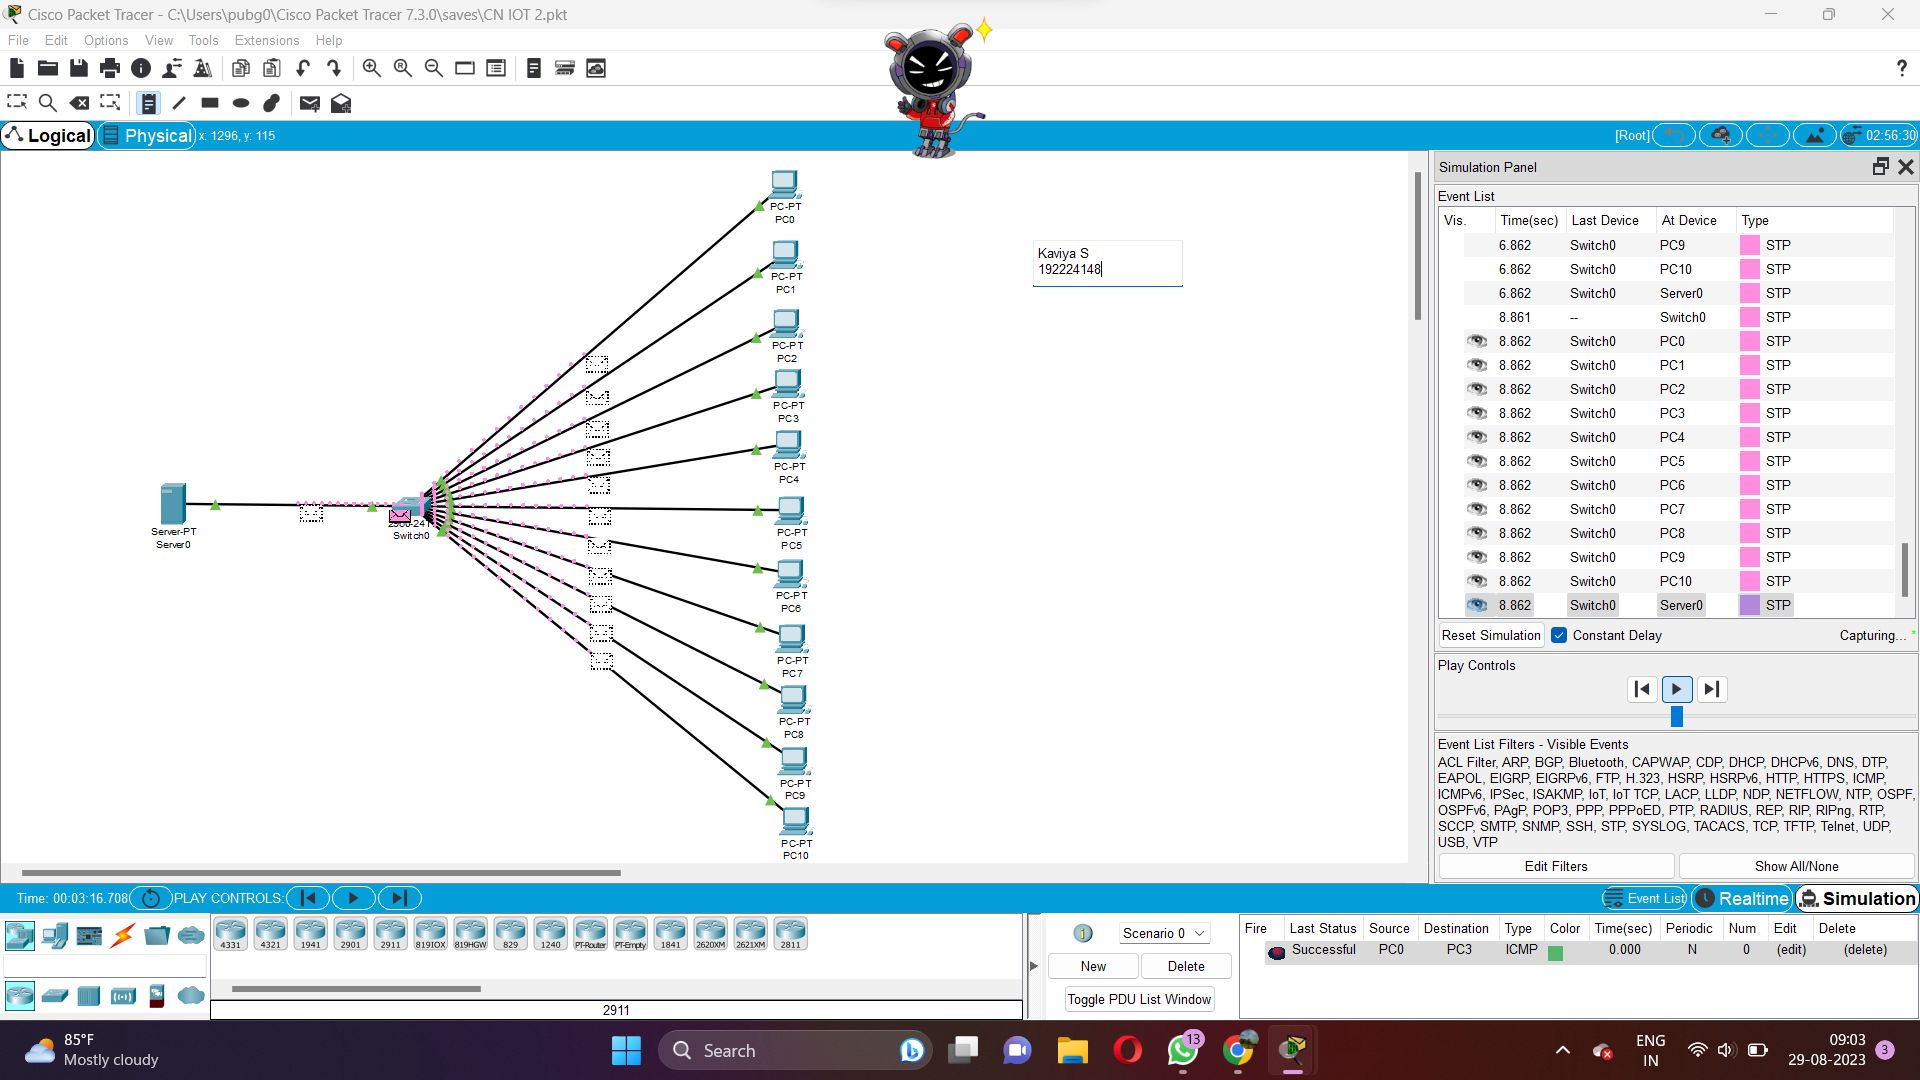 Cisco Packet Tracer - C:\Users\pubg0\Cisco Packet Tracer 7.3.0\saves\CN IOT 2.pkt
File Edit Options View Tools Extensions Help
Logical Physical x: 1296, y: 115
[Root] 02:56:30
PC-PT
PC0
PC-PT
PC1
PC-PT
PC2
PC-PT
PC3
PC-PT
PC4
PC-PT
PC5
PC-PT
PC6
PC-PT
PC7
PC-PT
PC8
PC-PT
PC9
PC-PT
PC10
Server-PT
Server0
Switch0
Kaviya S
192224148
Simulation Panel
Event List
Vis. Time(sec) Last Device At Device Type
6.862 Switch0 PC9 STP
6.862 Switch0 PC10 STP
6.862 Switch0 Server0 STP
8.861 -- Switch0 STP
8.862 Switch0 PC0 STP
8.862 Switch0 PC1 STP
8.862 Switch0 PC2 STP
8.862 Switch0 PC3 STP
8.862 Switch0 PC4 STP
8.862 Switch0 PC5 STP
8.862 Switch0 PC6 STP
8.862 Switch0 PC7 STP
8.862 Switch0 PC8 STP
8.862 Switch0 PC9 STP
8.862 Switch0 PC10 STP
8.862 Switch0 Server0 STP
Reset Simulation Constant Delay Capturing...
Play Controls
Event List Filters - Visible Events
ACL Filter, ARP, BGP, Bluetooth, CAPWAP, CDP, DHCP, DHCPv6, DNS, DTP,
EAPOL, EIGRP, EIGRPv6, FTP, H.323, HSRP, HSRPv6, HTTP, HTTPS, ICMP,
ICMPv6, IPSec, ISAKMP, IoT, IoT TCP, LACP, LLDP, NDP, NETFLOW, NTP, OSPF,
OSPFv6, PAgP, POP3, PPP, PPPoED, PTP, RADIUS, REP, RIP, RIPng, RTP,
SCCP, SMTP, SNMP, SSH, STP, SYSLOG, TACACS, TCP, TFTP, Telnet, UDP,
USB, VTP
Edit Filters Show All/None
Time: 00:03:16.708 PLAY CONTROLS: Event List Realtime Simulation
4331 4321 1941 2901 2911 819IOX 819HGW 829 1240 PT-Router PT-Empty 1841 2620XM 2621XM 2811
2911
1 Scenario 0
New Delete
Toggle PDU List Window
Fire Last Status Source Destination Type Color Time(sec) Periodic Num Edit Delete
Successful PC0 PC3 ICMP 0.000 N 0 (edit) (delete)
85°F
Mostly cloudy
Search
13
ENG
IN
09:03
29-08-2023
3